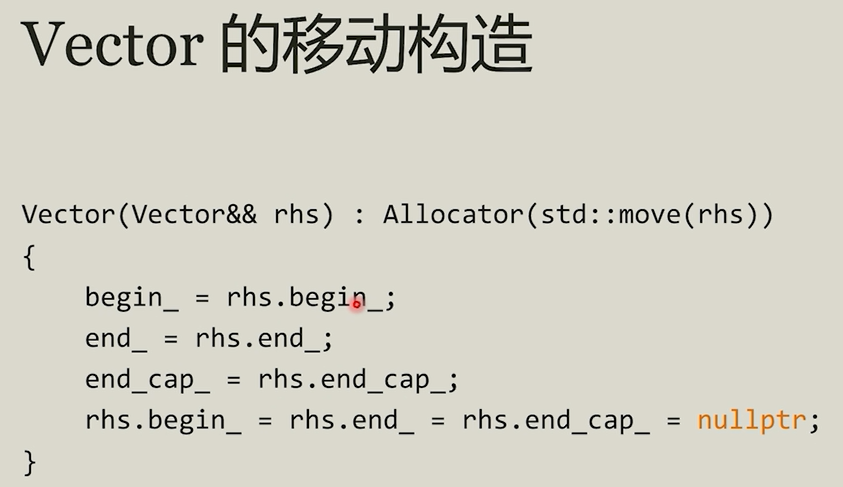 Vector 的移动构造
Vector(Vector&& rhs) : Allocator(std::move(rhs))
{
    begin_ = rhs.begin_;
    end_ = rhs.end_;
    end_cap_ = rhs.end_cap_;
    rhs.begin_ = rhs.end_ = rhs.end_cap_ = nullptr;
}